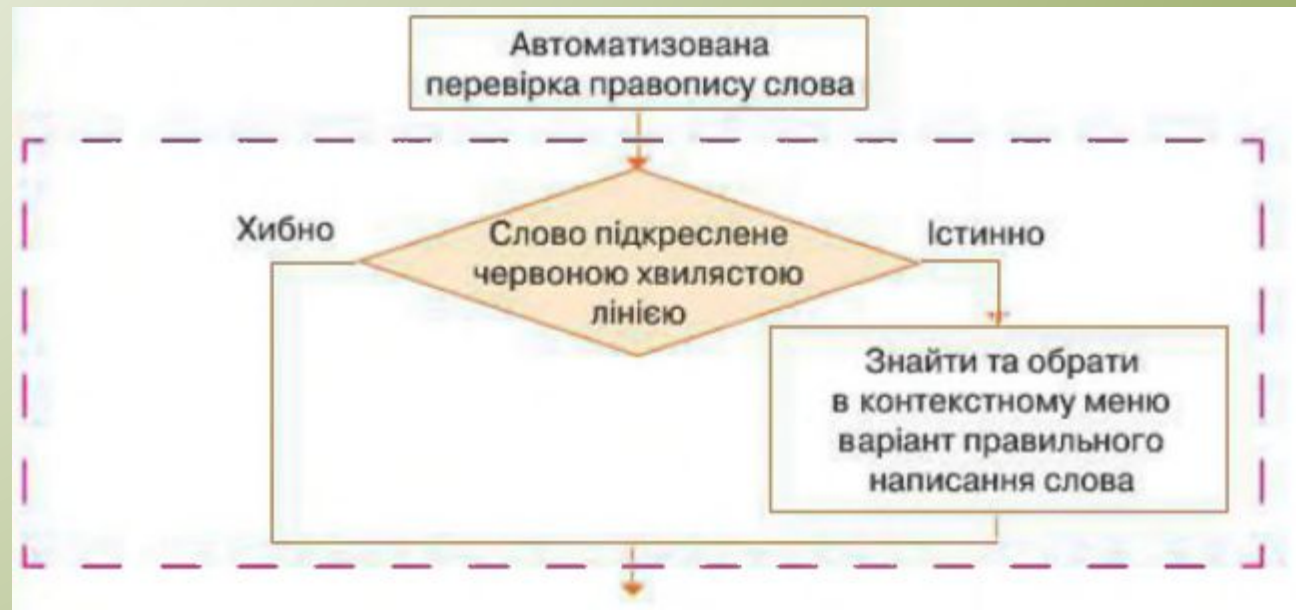 Автоматизована
перевірка правопису слова
Хибно
Слово підкреслене
червоною хвилястою
лінією
Істинно
Знайти та обрати
в контекстному меню
варіант правильного
написання слова